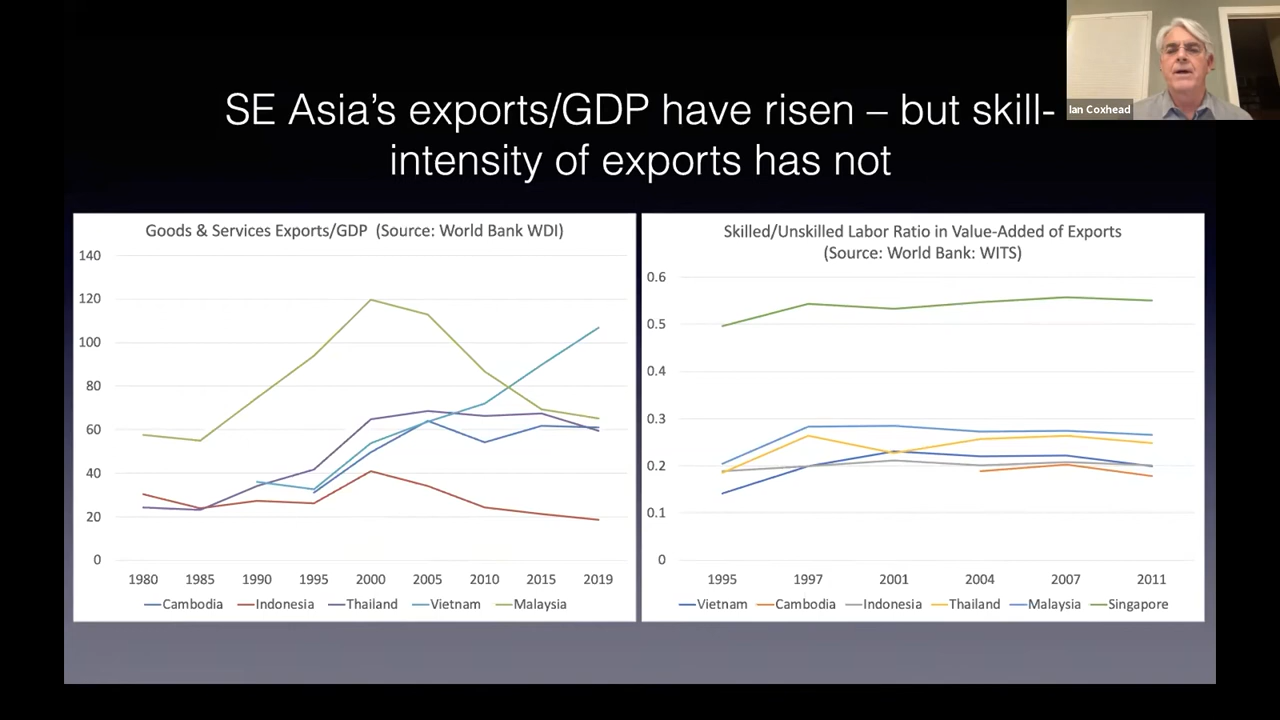 SE Asia’s exports/GDP have risen – but skill-
intensity of exports has not
Ian Coxhead
Goods & Services Exports/GDP (Source: World Bank WDI)
140
120
100
80
60
40
20
0
1980 1985 1990 1995 2000 2005 2010 2015 2019
Cambodia Indonesia Thailand Vietnam Malaysia
Skilled/Unskilled Labor Ratio in Value-Added of Exports
(Source: World Bank: WITS)
0.6
0.5
0.4
0.3
0.2
0.1
0
1995 1997 2001 2004 2007 2011
Vietnam Cambodia Indonesia Thailand Malaysia Singapore